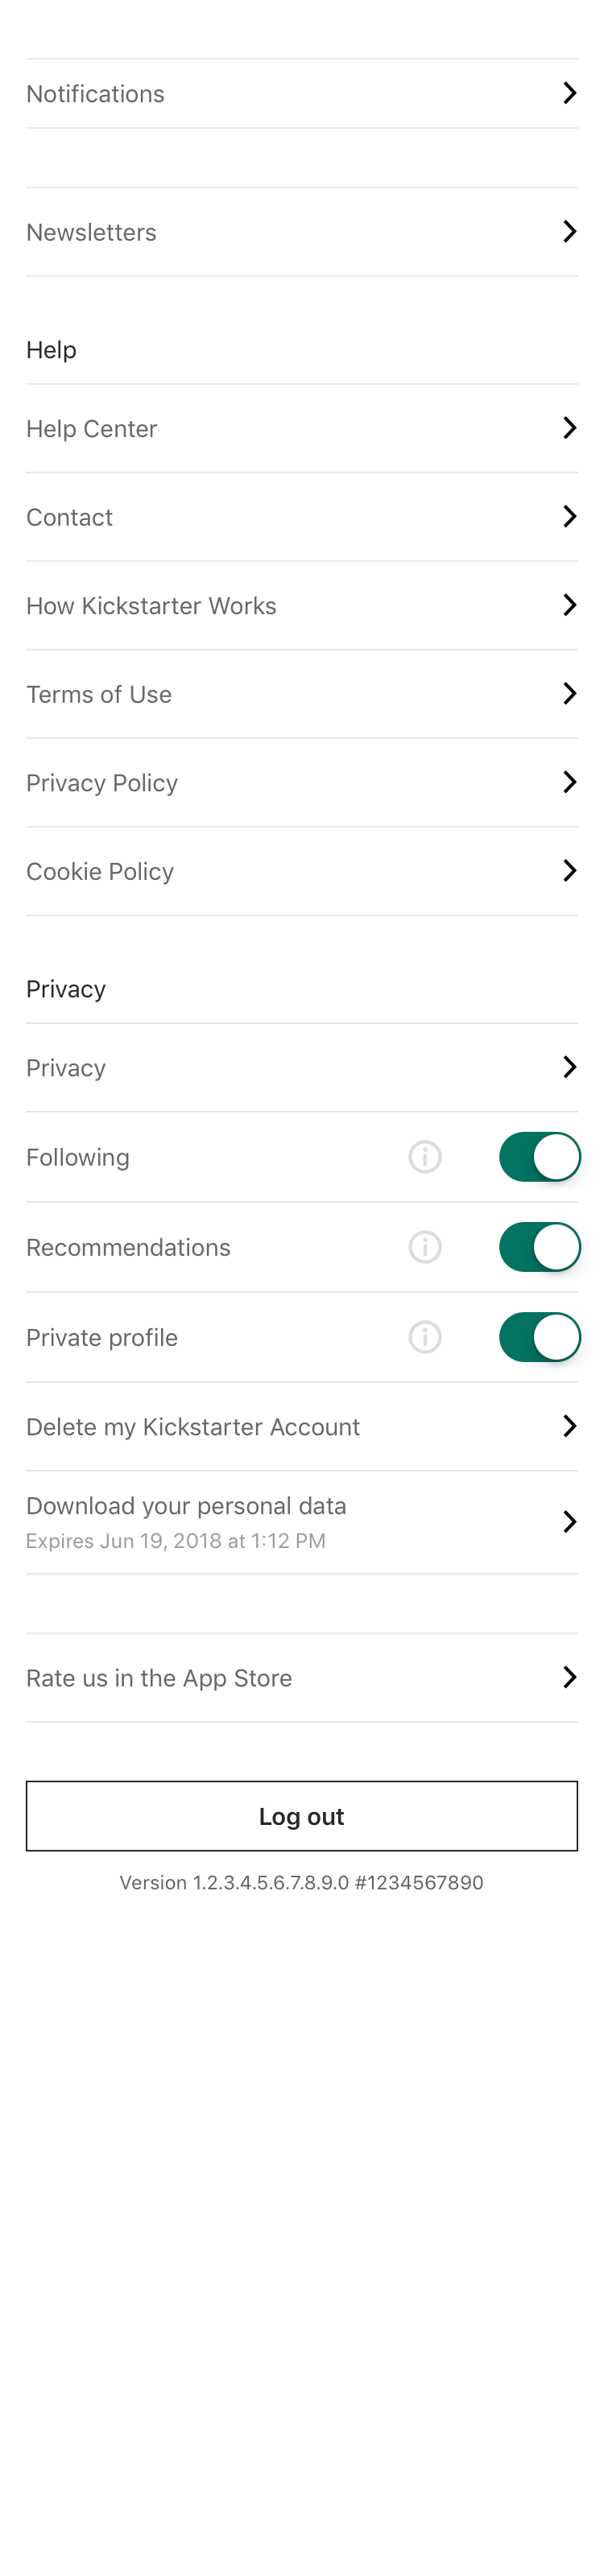 Notifications
Newsletters
Help
Help Center
Contact
How Kickstarter Works
Terms of Use
Privacy Policy
Cookie Policy
Privacy
Privacy
Following
Recommendations
Private profile
Delete my Kickstarter Account
Download your personal data
Expires Jun 19, 2018 at 1:12 PM
Rate us in the App Store
Log out
Version 1.2.3.4.5.6.7.8.9.0 #1234567890